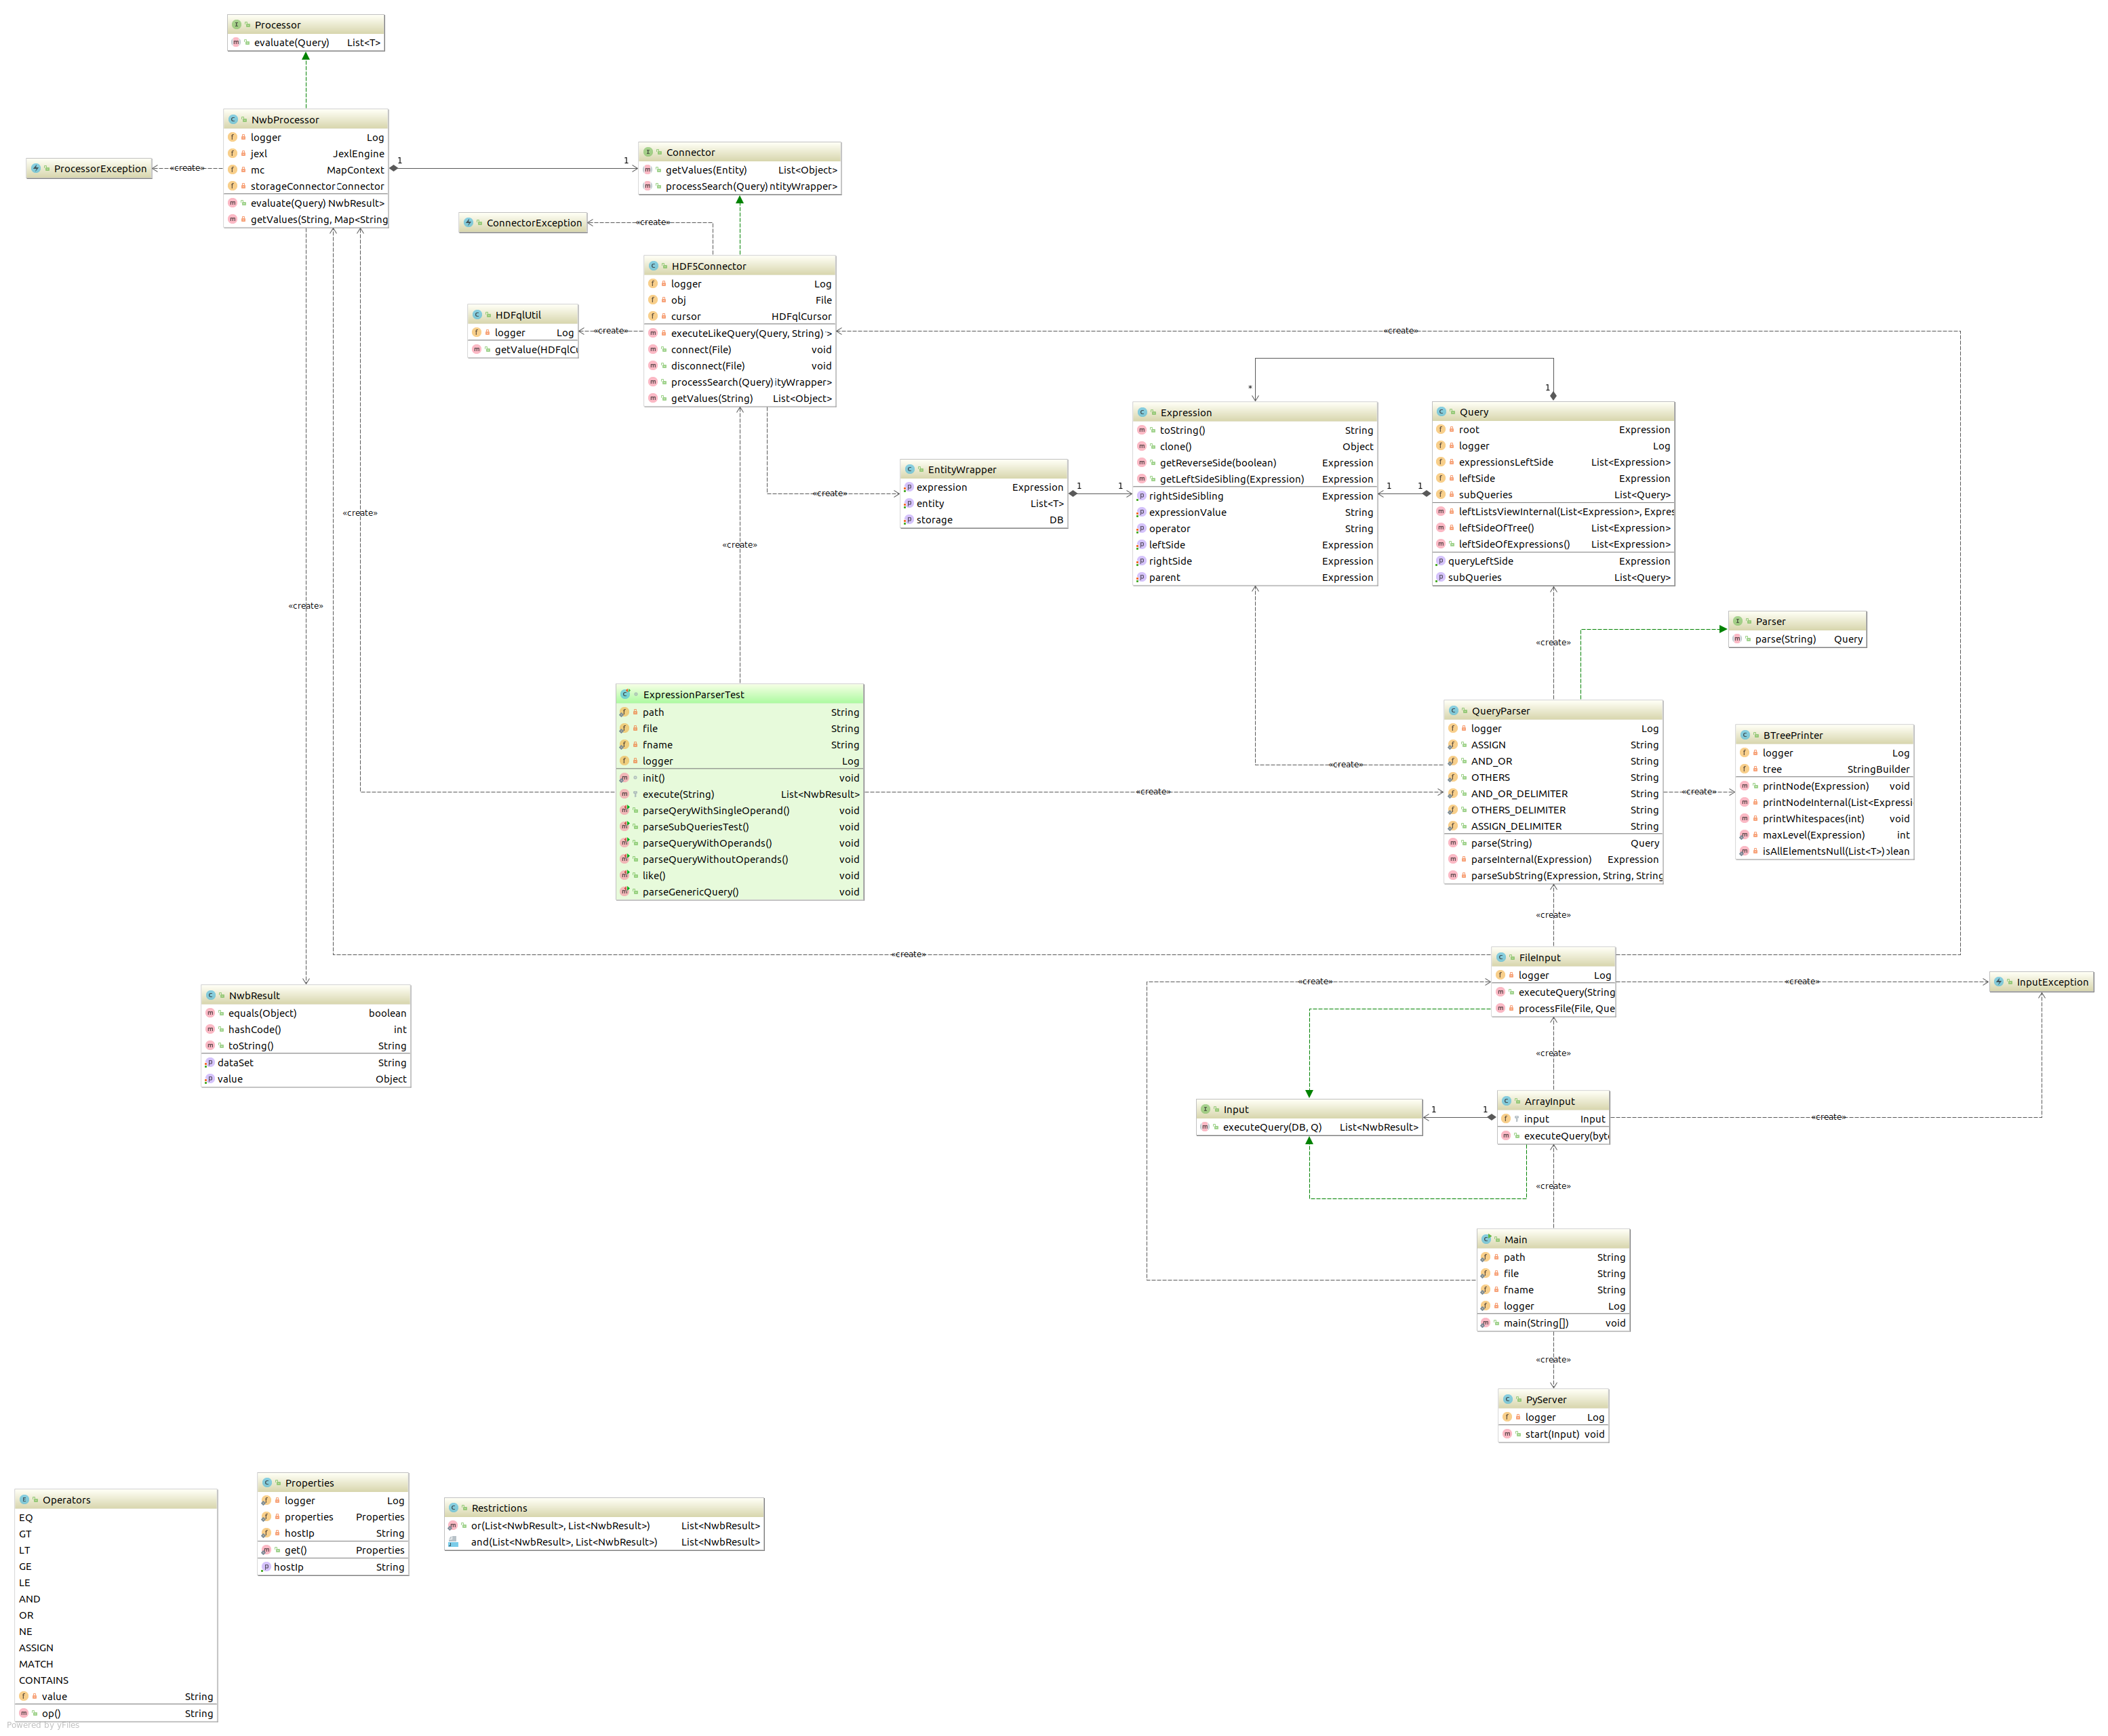 Processor
evaluate(Query) List<T>
NwbProcessor
logger Log
jexl JexlEngine
mc MapContext
storageConnector Connector
evaluate(Query) NwbResult>
getValues(String, Map<String
ProcessorException
«create»
1
1
Connector
getValues(Entity) List<Object>
processSearch(Query) ntityWrapper>
ConnectorException
«create»
HDF5Connector
logger Log
obj File
cursor HDFqlCursor
executeLikeQuery(Query, String) >
connect(File) void
disconnect(File) void
processSearch(Query) ityWrapper>
getValues(String) List<Object>
HDFqlUtil
logger Log
getValue(HDFqlCu
«create»
«create»
*
1
Expression
toString() String
clone() Object
getReverseSide(boolean) Expression
getLeftSideSibling(Expression) Expression
rightSideSibling Expression
expressionValue String
operator String
leftSide Expression
rightSide Expression
parent Expression
1
1
Query
root Expression
logger Log
expressionsLeftSide List<Expression>
leftSide Expression
subQueries List<Query>
leftListsViewInternal(List<Expression>, Expres
leftSideOfTree() List<Expression>
leftSideOfExpressions() List<Expression>
queryLeftSide Expression
subQueries List<Query>
EntityWrapper
expression Expression
entity List<T>
storage DB
1
1
«create»
«create»
«create»
«create»
«create»
Parser
parse(String) Query
ExpressionParserTest
path String
file String
fname String
logger Log
init() void
execute(String) List<NwbResult>
parseQeryWithSingleOperand() void
parseSubQueriesTest() void
parseQueryWithOperands() void
parseQueryWithoutOperands() void
like() void
parseGenericQuery() void
«create»
«create»
QueryParser
logger Log
ASSIGN String
AND_OR String
OTHERS String
AND_OR_DELIMITER String
OTHERS_DELIMITER String
ASSIGN_DELIMITER String
parse(String) Query
parseInternal(Expression) Expression
parseSubString(Expression, String, String
«create»
BTreePrinter
logger Log
tree StringBuilder
printNode(Expression) void
printNodeInternal(List<Expressi
printWhitespaces(int) void
maxLevel(Expression) int
isAllElementsNull(List<T>) olean
«create»
«create»
FileInput
logger Log
executeQuery(String
processFile(File, Que
«create»
«create»
InputException
NwbResult
equals(Object) boolean
hashCode() int
toString() String
dataSet String
value Object
«create»
Input
executeQuery(DB, Q) List<NwbResult>
1
1
ArrayInput
input Input
executeQuery(byte
«create»
«create»
Main
path String
file String
fname String
logger Log
main(String[]) void
«create»
PyServer
logger Log
start(Input) void
Operators
EQ
GT
LT
GE
LE
AND
OR
NE
ASSIGN
MATCH
CONTAINS
value String
op() String
Properties
logger Log
properties Properties
hostIp String
get() Properties
hostIp String
Restrictions
or(List<NwbResult>, List<NwbResult>) List<NwbResult>
and(List<NwbResult>, List<NwbResult>) List<NwbResult>
Powered by yFiles